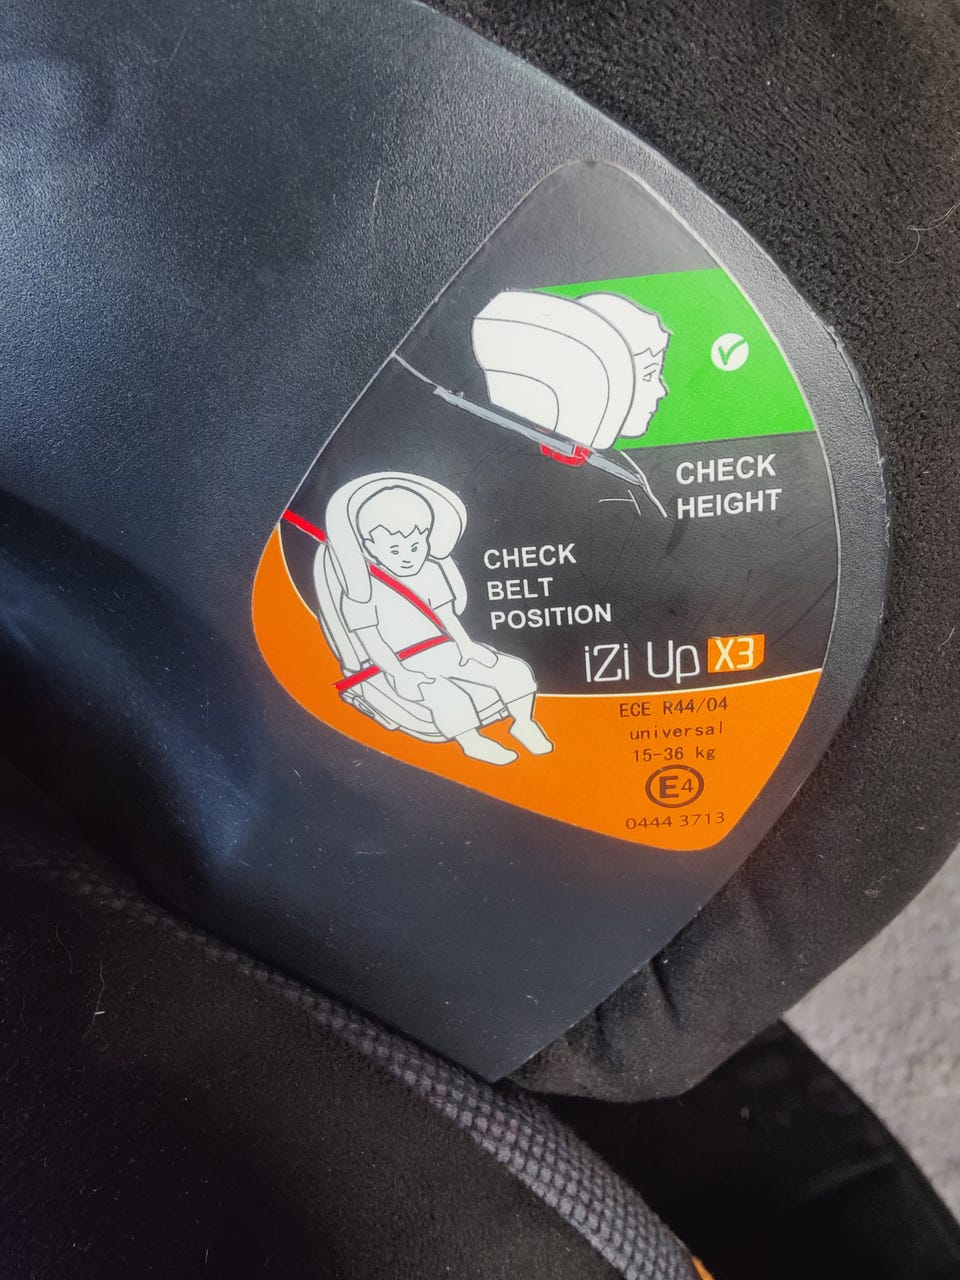 CHECK
HEIGHT
CHECK
BELT
POSITION
iZi Up X3
ECE R44/04
universal
15-36 kg
E4
0444 3713